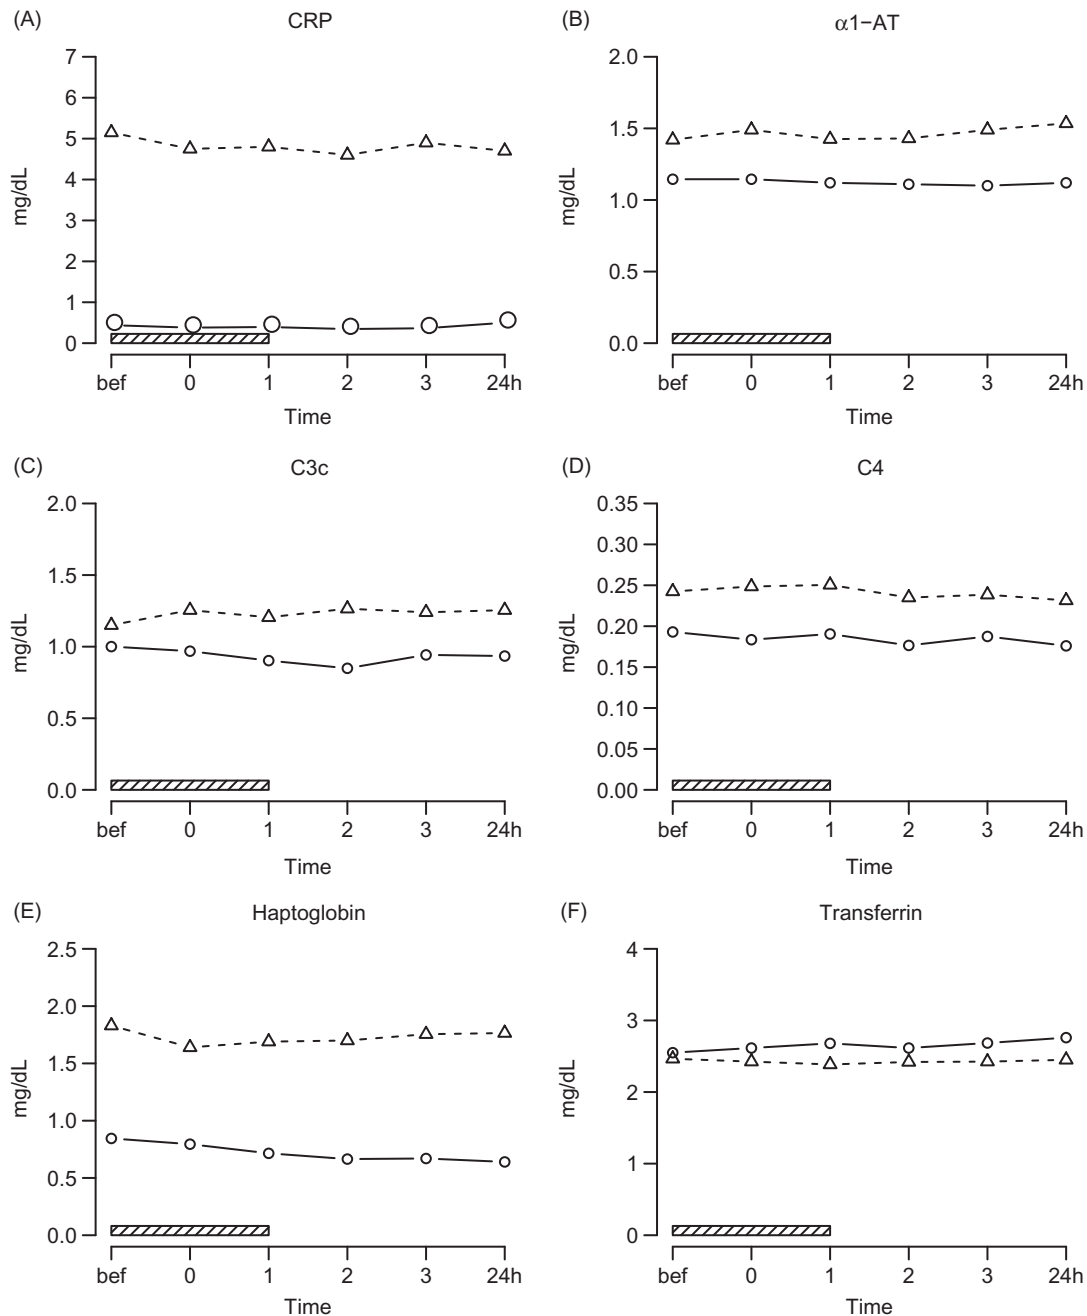 (A) CRP
7
6
5
4
3
2
1
0
mg/dL
bef 0 1 2 3 24h
Time
(B) α1−AT
2.0
1.5
1.0
0.5
0.0
mg/dL
bef 0 1 2 3 24h
Time
(C) C3c
2.0
1.5
1.0
0.5
0.0
mg/dL
bef 0 1 2 3 24h
Time
(D) C4
0.35
0.30
0.25
0.20
0.15
0.10
0.05
0.00
mg/dL
bef 0 1 2 3 24h
Time
(E) Haptoglobin
2.5
2.0
1.5
1.0
0.5
0.0
mg/dL
bef 0 1 2 3 24h
Time
(F) Transferrin
4
3
2
1
0
mg/dL
bef 0 1 2 3 24h
Time